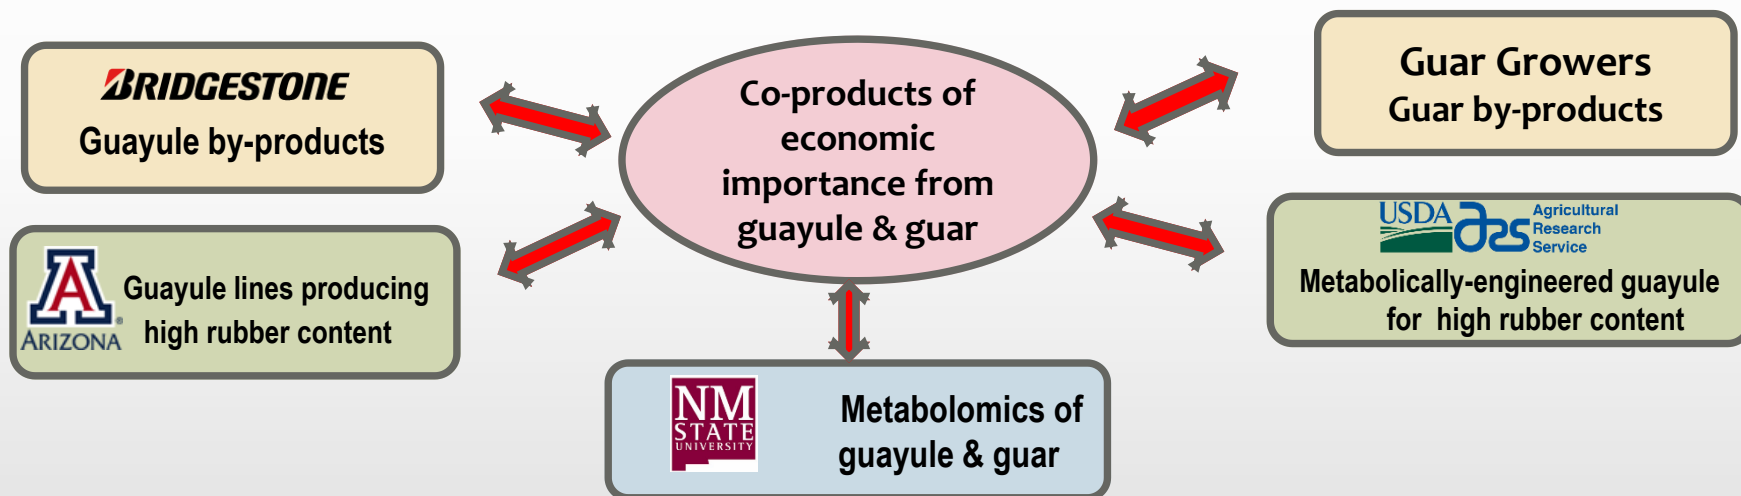 BRIDGESTONE
Guayule by-products
Co-products of
economic
importance from
guayule & guar
Guar Growers
Guar by-products
A
ARIZONA
®
Guayule lines producing
high rubber content
USDA
ars
Agricultural
Research
Service
Metabolically-engineered guayule
for high rubber content
NM
STATE
UNIVERSITY
Metabolomics of
guayule & guar